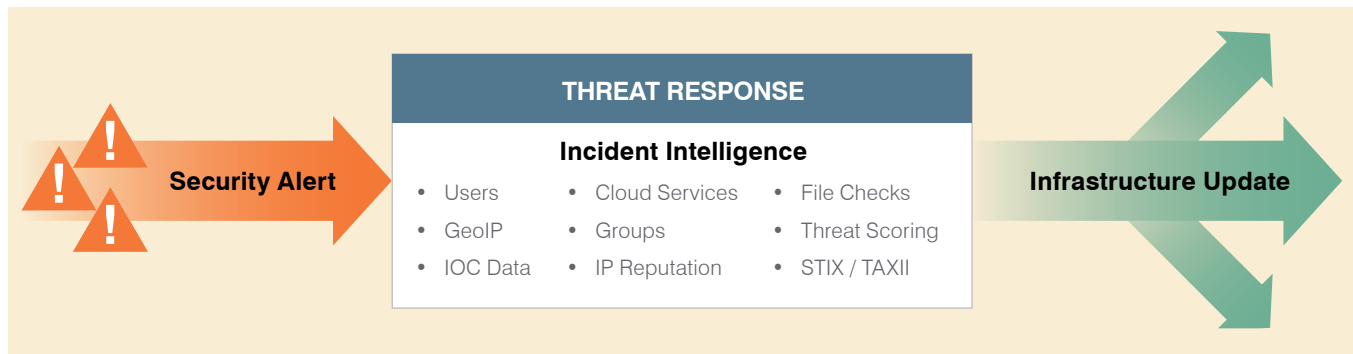 THREAT RESPONSE
Security Alert
Incident Intelligence
• Users
• GeoIP
• IOC Data
• Cloud Services
• Groups
• IP Reputation
• File Checks
• Threat Scoring
• STIX / TAXII
Infrastructure Update
!
!
!